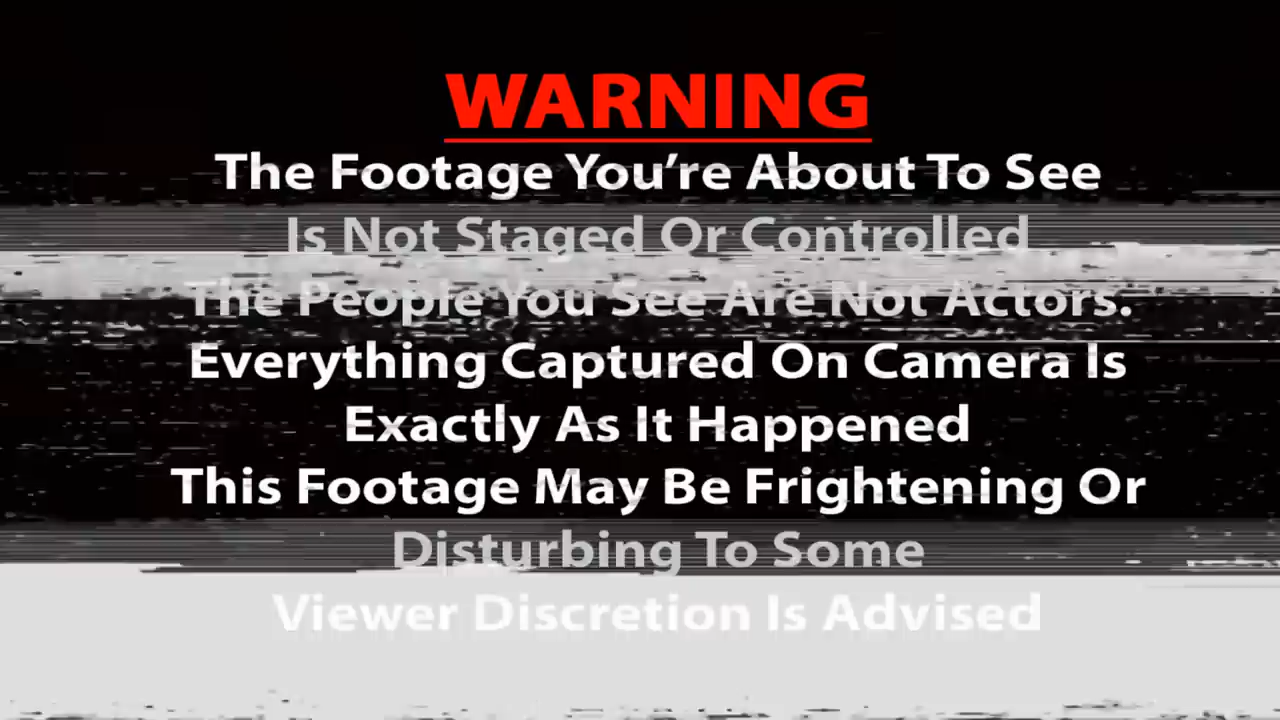 WARNING
The Footage You’re About To See
Is Not Staged Or Controlled
The People You See Are Not Actors.
Everything Captured On Camera Is
Exactly As It Happened
This Footage May Be Frightening Or
Disturbing To Some
Viewer Discretion Is Advised